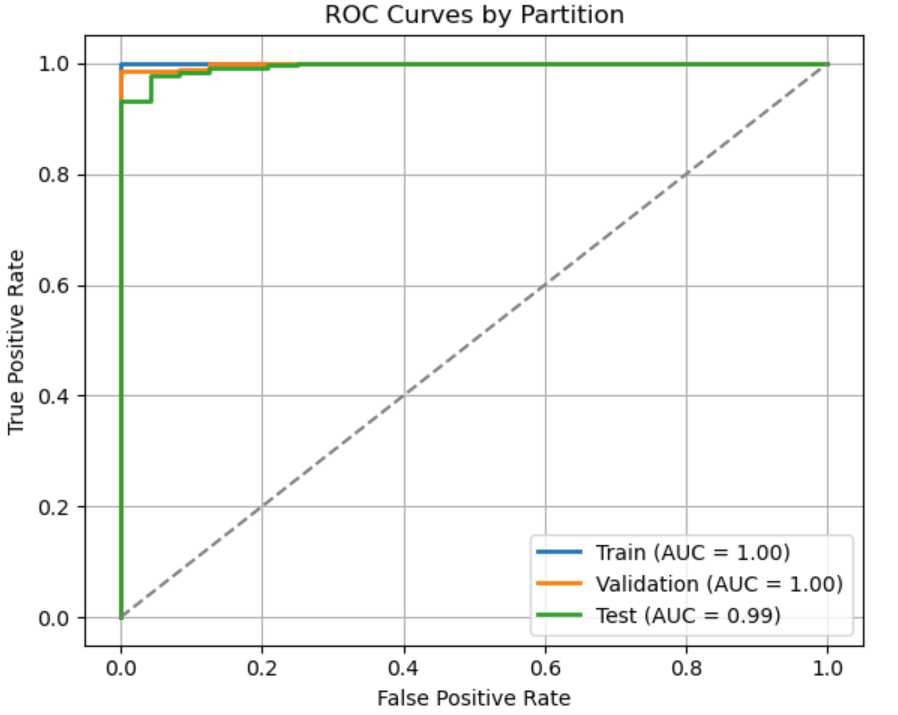 ROC Curves by Partition
1.0
0.8
0.6
0.4
0.2
0.0
True Positive Rate
Train (AUC = 1.00)
Validation (AUC = 1.00)
Test (AUC = 0.99)
0.0 0.2 0.4 0.6 0.8 1.0
False Positive Rate